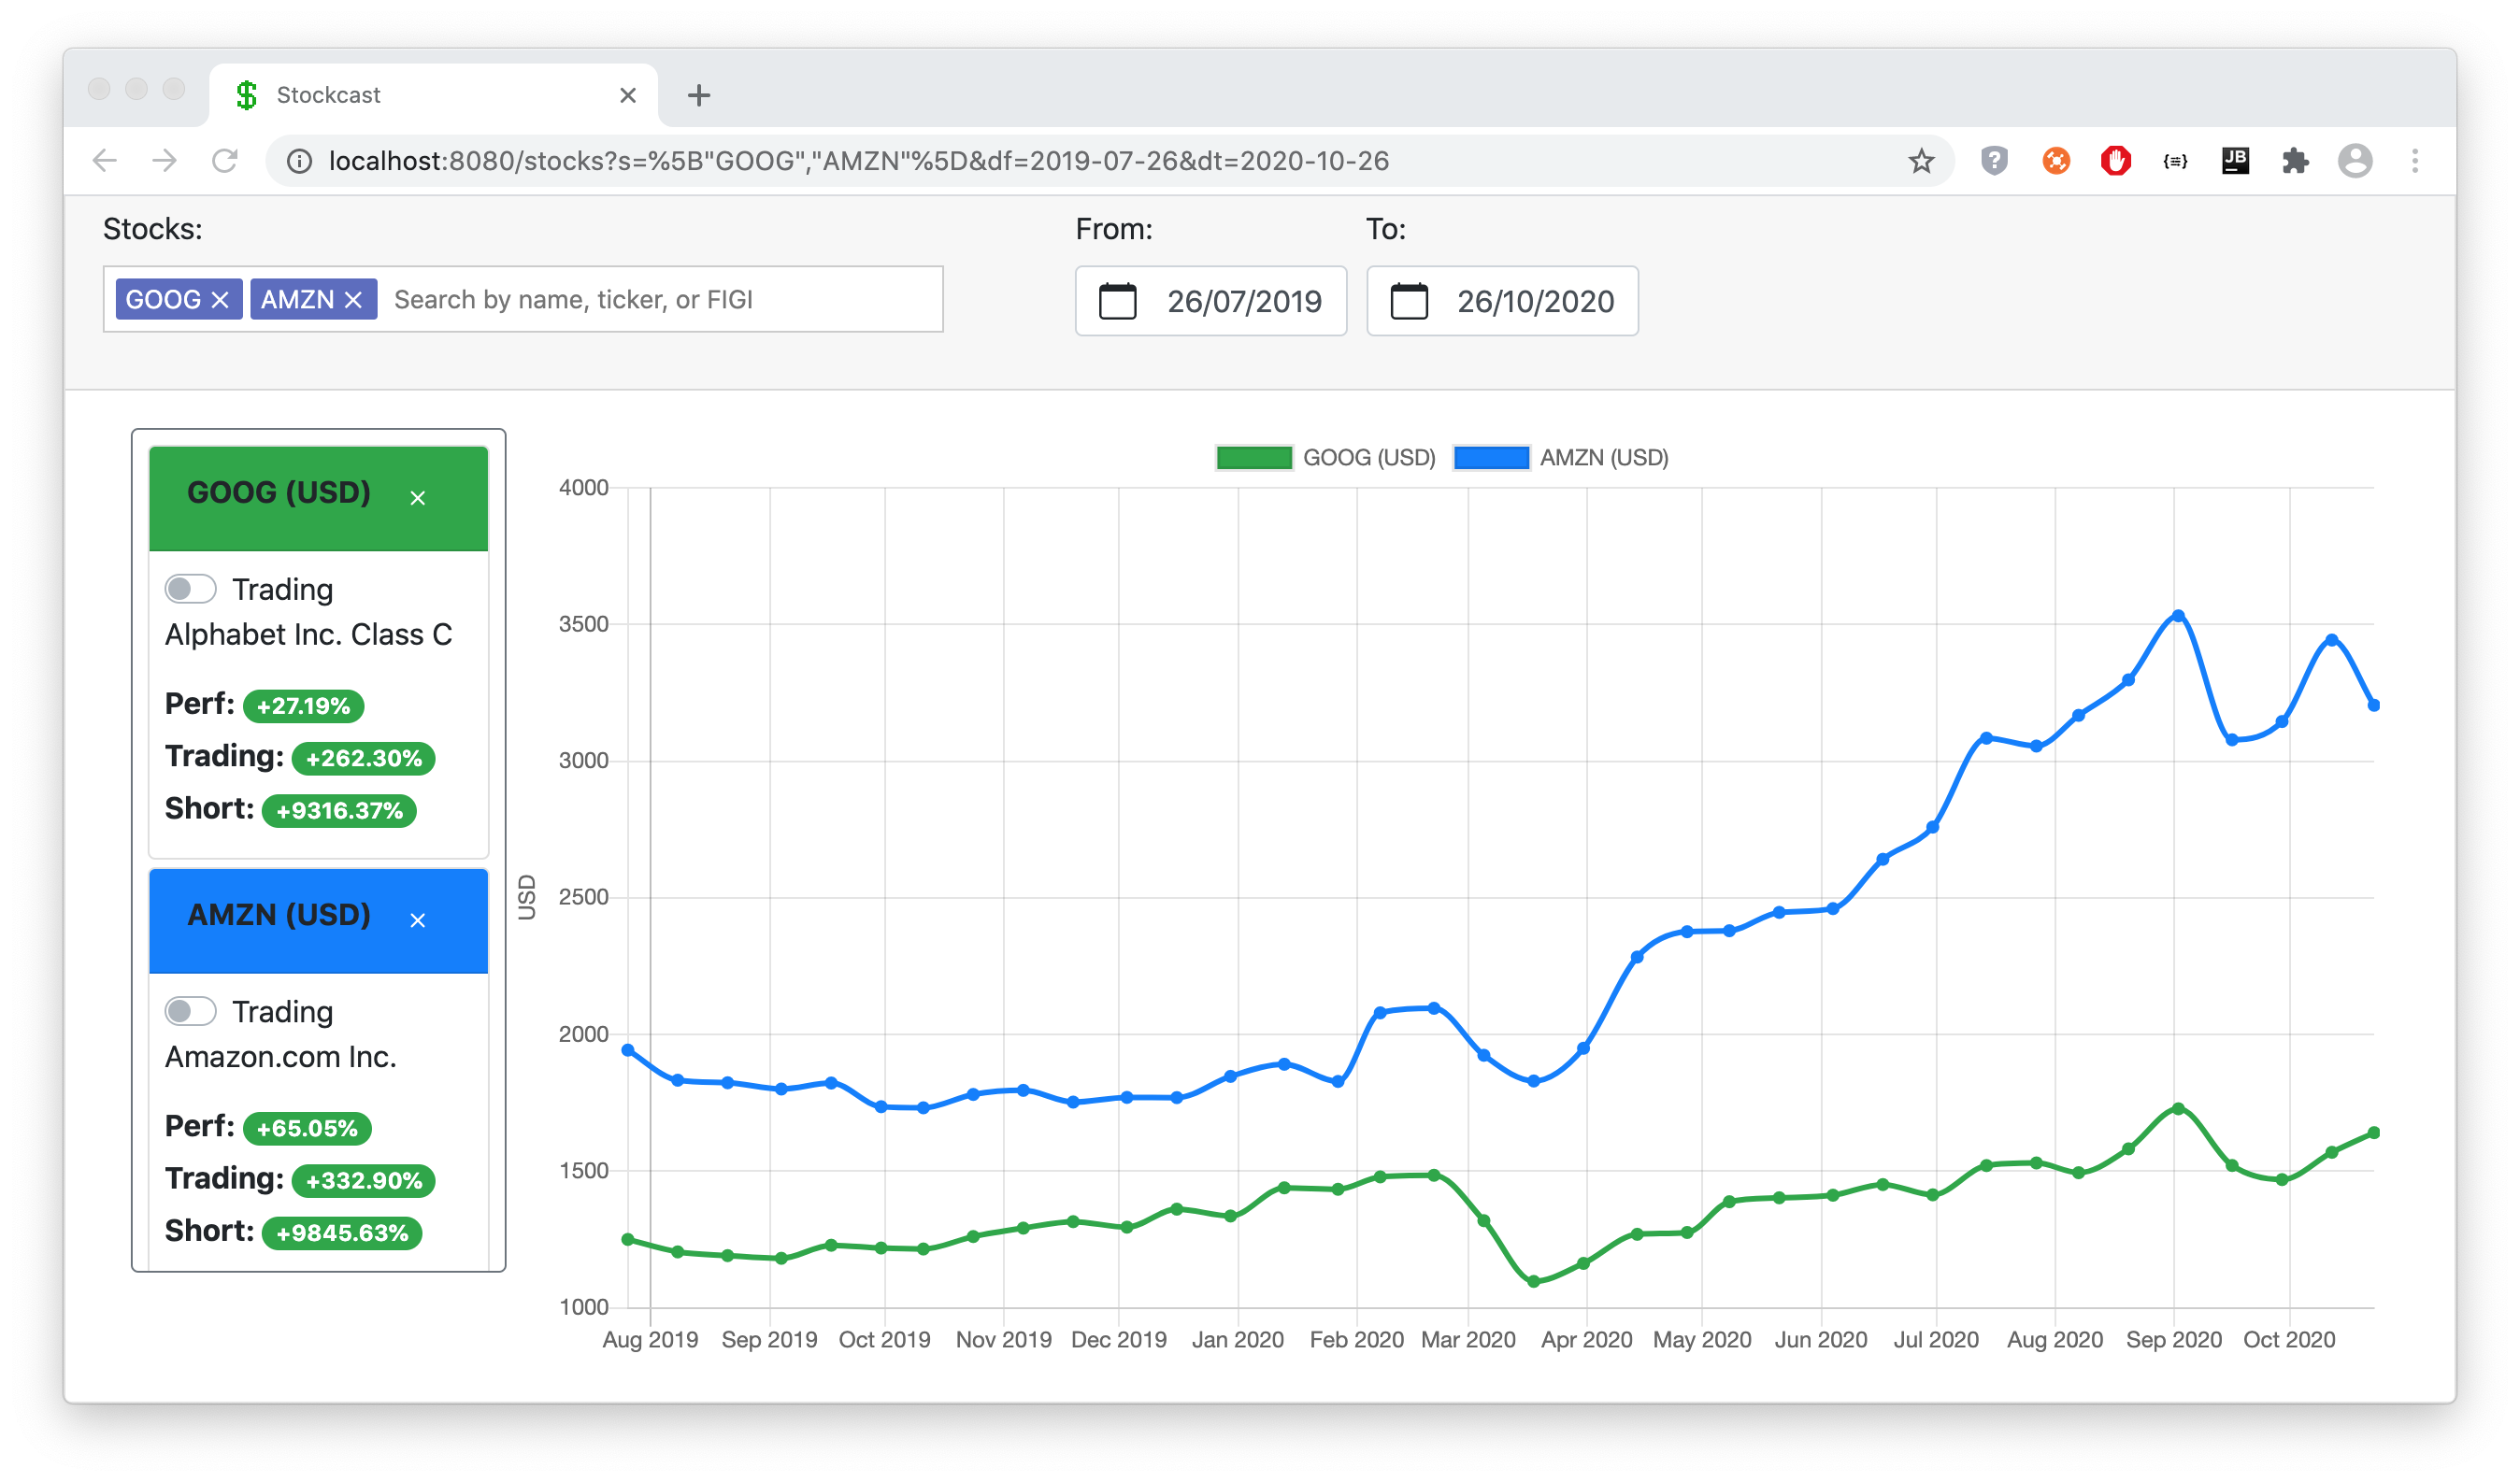 Stockcast
localhost:8080/stocks?s=%5B"GOOG","AMZN"%5D&df=2019-07-26&dt=2020-10-26
JB
Stocks:
From:
To:
GOOG
AMZN
Search by name, ticker, or FIGI
26/07/2019
26/10/2020
GOOG (USD)
Trading
Alphabet Inc. Class C
Perf: +27.19%
Trading: +262.30%
Short: +9316.37%
AMZN (USD)
Trading
Amazon.com Inc.
Perf: +65.05%
Trading: +332.90%
Short: +9845.63%
GOOG (USD)
AMZN (USD)
USD
4000
3500
3000
2500
2000
1500
1000
Aug 2019
Sep 2019
Oct 2019
Nov 2019
Dec 2019
Jan 2020
Feb 2020
Mar 2020
Apr 2020
May 2020
Jun 2020
Jul 2020
Aug 2020
Sep 2020
Oct 2020